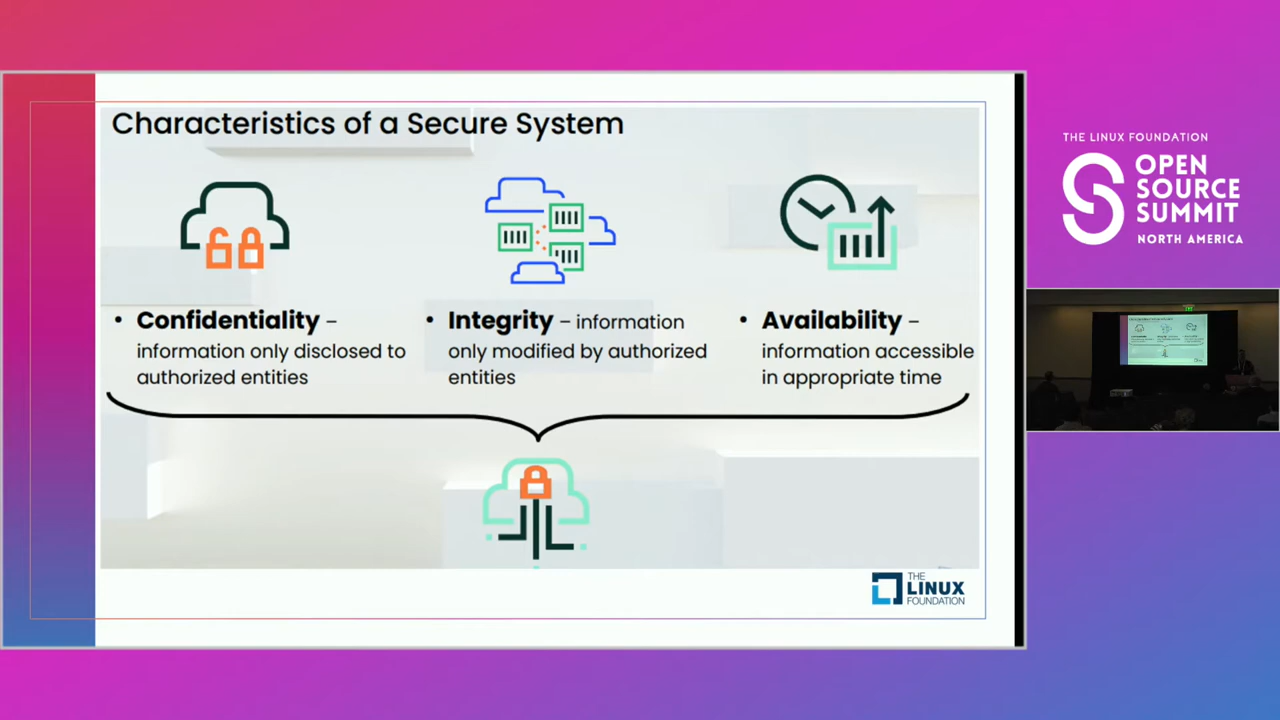 Characteristics of a Secure System
• Confidentiality –
information only disclosed to
authorized entities
• Integrity – information
only modified by authorized
entities
• Availability –
information accessible
in appropriate time
THE
LINUX
FOUNDATION
THE LINUX FOUNDATION
OPEN
SOURCE
SUMMIT
NORTH AMERICA